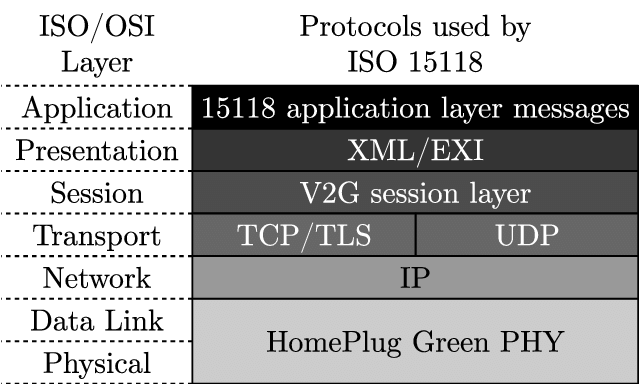 ISO/OSI Layer
Protocols used by ISO 15118
Application
15118 application layer messages
Presentation
XML/EXI
Session
V2G session layer
Transport
TCP/TLS
UDP
Network
IP
Data Link
Physical
HomePlug Green PHY